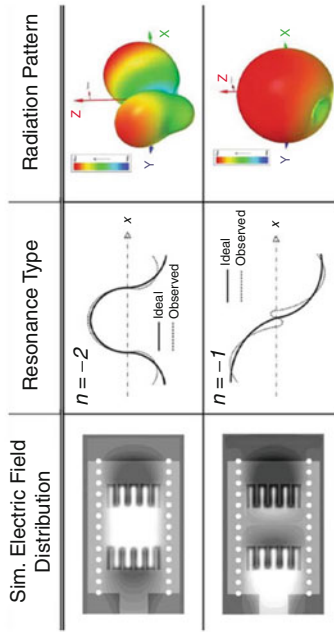 Sim. Electric Field
Distribution
Resonance Type
Radiation Pattern
n = −2
x
Ideal
Observed
Z
X
Y
n = −1
x
Ideal
Observed
Z
X
Y